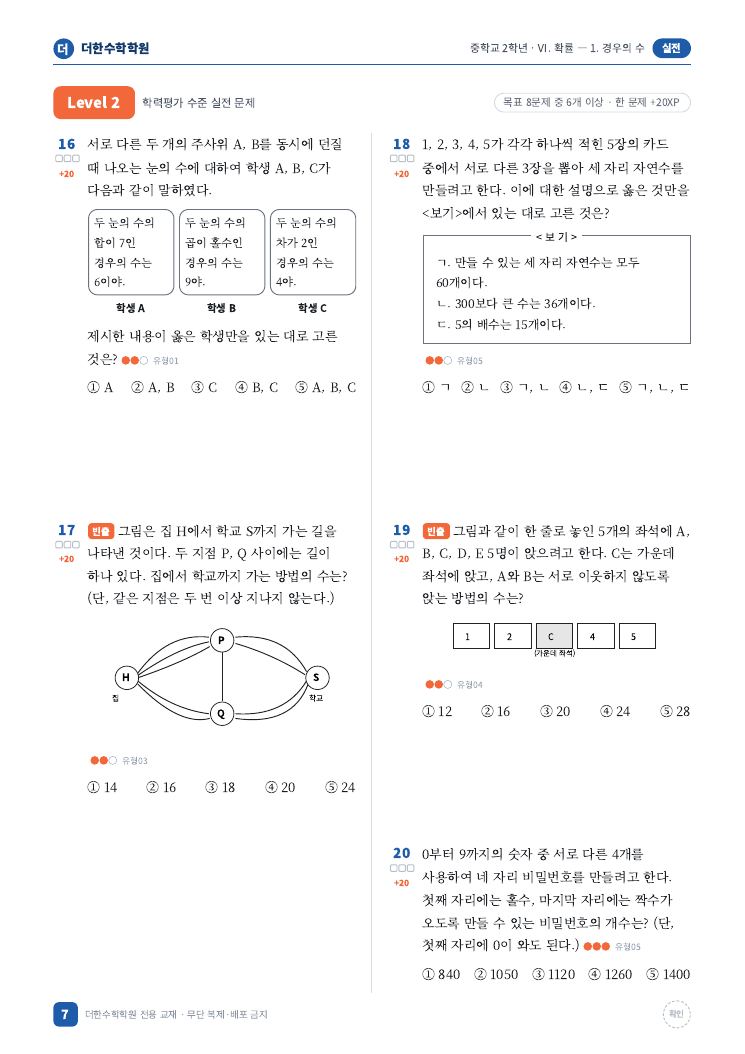 더 더한수학학원
중학교 2학년 · Ⅵ. 확률 — 1. 경우의 수 실전
Level 2 학력평가 수준 실전 문제
목표 8문제 중 6개 이상 · 한 문제 +20XP
16 서로 다른 두 개의 주사위 A, B를 동시에 던질
때 나오는 눈의 수에 대하여 학생 A, B, C가
+20
다음과 같이 말하였다.
두 눈의 수의
합이 7인
경우의 수는
6이야.
두 눈의 수의
곱이 홀수인
경우의 수는
9야.
두 눈의 수의
차가 2인
경우의 수는
4야.
학생 A 학생 B 학생 C
제시한 내용이 옳은 학생만을 있는 대로 고른
것은? 유형01
① A ② A, B ③ C ④ B, C ⑤ A, B, C
17 빈출 그림은 집 H에서 학교 S까지 가는 길을
나타낸 것이다. 두 지점 P, Q 사이에는 길이
+20
하나 있다. 집에서 학교까지 가는 방법의 수는?
(단, 같은 지점은 두 번 이상 지나지 않는다.)
P
H
S
집
학교
Q
유형03
① 14 ② 16 ③ 18 ④ 20 ⑤ 24
18 1, 2, 3, 4, 5가 각각 하나씩 적힌 5장의 카드
중에서 서로 다른 3장을 뽑아 세 자리 자연수를
+20
만들려고 한다. 이에 대한 설명으로 옳은 것만을
<보기>에서 있는 대로 고른 것은?
< 보 기 >
ㄱ. 만들 수 있는 세 자리 자연수는 모두
60개이다.
ㄴ. 300보다 큰 수는 36개이다.
ㄷ. 5의 배수는 15개이다.
유형05
① ㄱ ② ㄴ ③ ㄱ, ㄴ ④ ㄴ, ㄷ ⑤ ㄱ, ㄴ, ㄷ
19 빈출 그림과 같이 한 줄로 놓인 5개의 좌석에 A,
B, C, D, E 5명이 앉으려고 한다. C는 가운데
+20
좌석에 앉고, A와 B는 서로 이웃하지 않도록
앉는 방법의 수는?
1 2 C 4 5
(가운데 좌석)
유형04
① 12 ② 16 ③ 20 ④ 24 ⑤ 28
20 0부터 9까지의 숫자 중 서로 다른 4개를
사용하여 네 자리 비밀번호를 만들려고 한다.
+20
첫째 자리에는 홀수, 마지막 자리에는 짝수가
오도록 만들 수 있는 비밀번호의 개수는? (단,
첫째 자리에 0이 와도 된다.) 유형05
① 840 ② 1050 ③ 1120 ④ 1260 ⑤ 1400
7 더한수학학원 전용 교재 · 무단 복제·배포 금지
확인